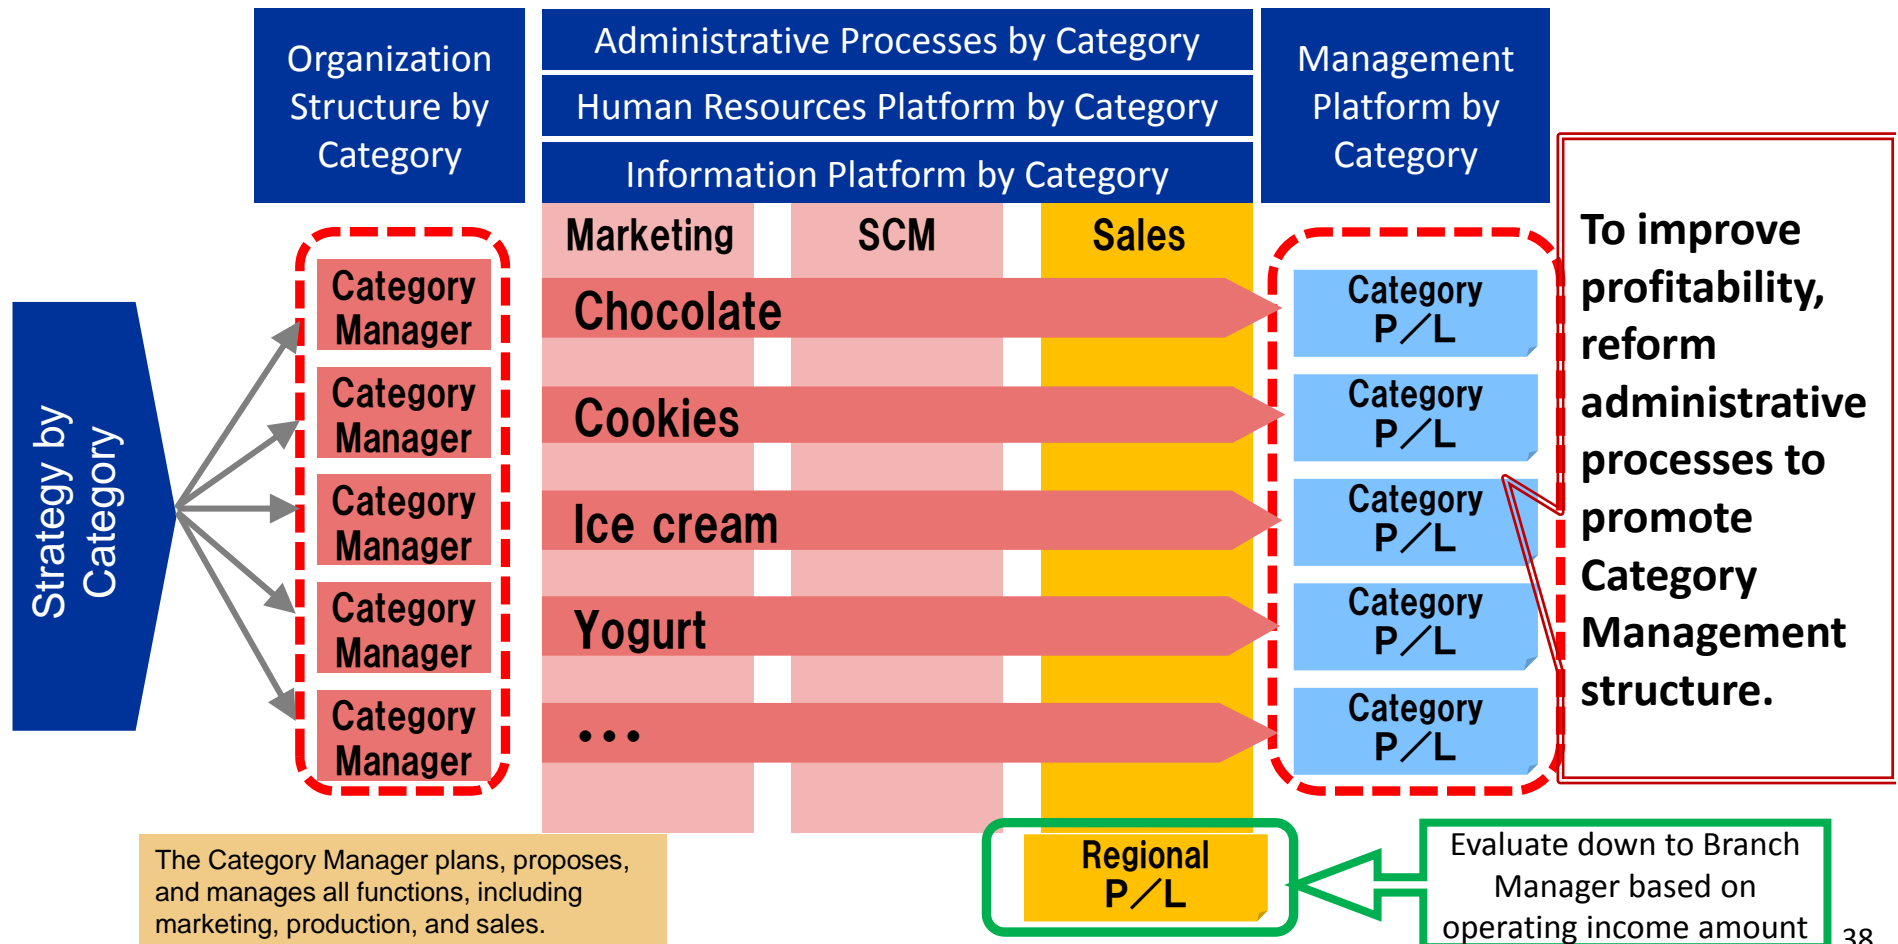 Organization
Structure by
Category
Administrative Processes by Category
Human Resources Platform by Category
Information Platform by Category
Management
Platform by
Category
Marketing
SCM
Sales
Strategy by
Category
Category
Manager
Chocolate
Category
P／L
Category
Manager
Cookies
Category
P／L
Category
Manager
Ice cream
Category
P／L
Category
Manager
Yogurt
Category
P／L
Category
Manager
…
Category
P／L
To improve
profitability,
reform
administrative
processes to
promote
Category
Management
structure.
The Category Manager plans, proposes,
and manages all functions, including
marketing, production, and sales.
Regional
P／L
Evaluate down to Branch
Manager based on
operating income amount
38